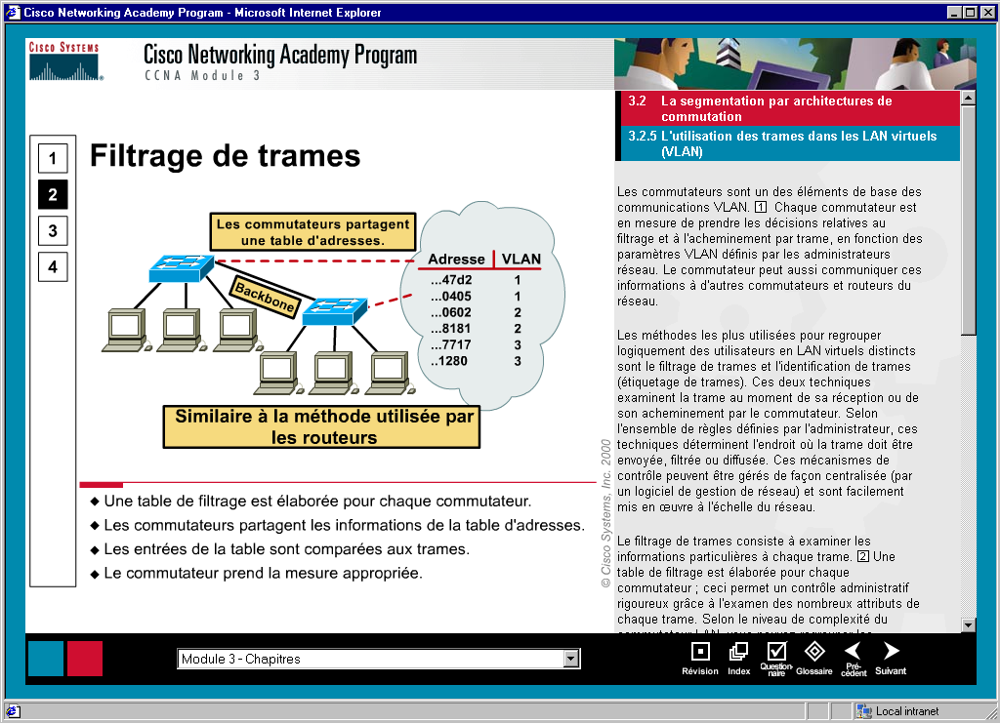 Cisco Networking Academy Program - Microsoft Internet Explorer
CISCO SYSTEMS
Cisco Networking Academy Program
CCNA Module 3
3.2 La segmentation par architectures de
commutation
3.2.5 L'utilisation des trames dans les LAN virtuels
(VLAN)
1
2
3
4
Filtrage de trames
Les commutateurs partagent
une table d'adresses.
Backbone
Adresse VLAN
...47d2 1
...0405 1
...0602 2
...8181 2
...7717 3
..1280 3
Similaire à la méthode utilisée par
les routeurs
◆ Une table de filtrage est élaborée pour chaque commutateur.
◆ Les commutateurs partagent les informations de la table d'adresses.
◆ Les entrées de la table sont comparées aux trames.
◆ Le commutateur prend la mesure appropriée.
© Cisco Systems, Inc. 2000
Les commutateurs sont un des éléments de base des
communications VLAN. 1 Chaque commutateur est
en mesure de prendre les décisions relatives au
filtrage et à l'acheminement par trame, en fonction des
paramètres VLAN définis par les administrateurs
réseau. Le commutateur peut aussi communiquer ces
informations à d'autres commutateurs et routeurs du
réseau.
Les méthodes les plus utilisées pour regrouper
logiquement des utilisateurs en LAN virtuels distincts
sont le filtrage de trames et l'identification de trames
(étiquetage de trames). Ces deux techniques
examinent la trame au moment de sa réception ou de
son acheminement par le commutateur. Selon
l'ensemble de règles définies par l'administrateur, ces
techniques déterminent l'endroit où la trame doit être
envoyée, filtrée ou diffusée. Ces mécanismes de
contrôle peuvent être gérés de façon centralisée (par
un logiciel de gestion de réseau) et sont facilement
mis en œuvre à l'échelle du réseau.
Le filtrage de trames consiste à examiner les
informations particulières à chaque trame. 2 Une
table de filtrage est élaborée pour chaque
commutateur ; ceci permet un contrôle administratif
rigoureux grâce à l'examen des nombreux attributs de
chaque trame. Selon le niveau de complexité du
commutateur LAN, vous pouvez regrouper les
Module 3 - Chapitres
Révision
Index
Question-
naire
Glossaire
Pré-
cédent
Suivant
Local intranet